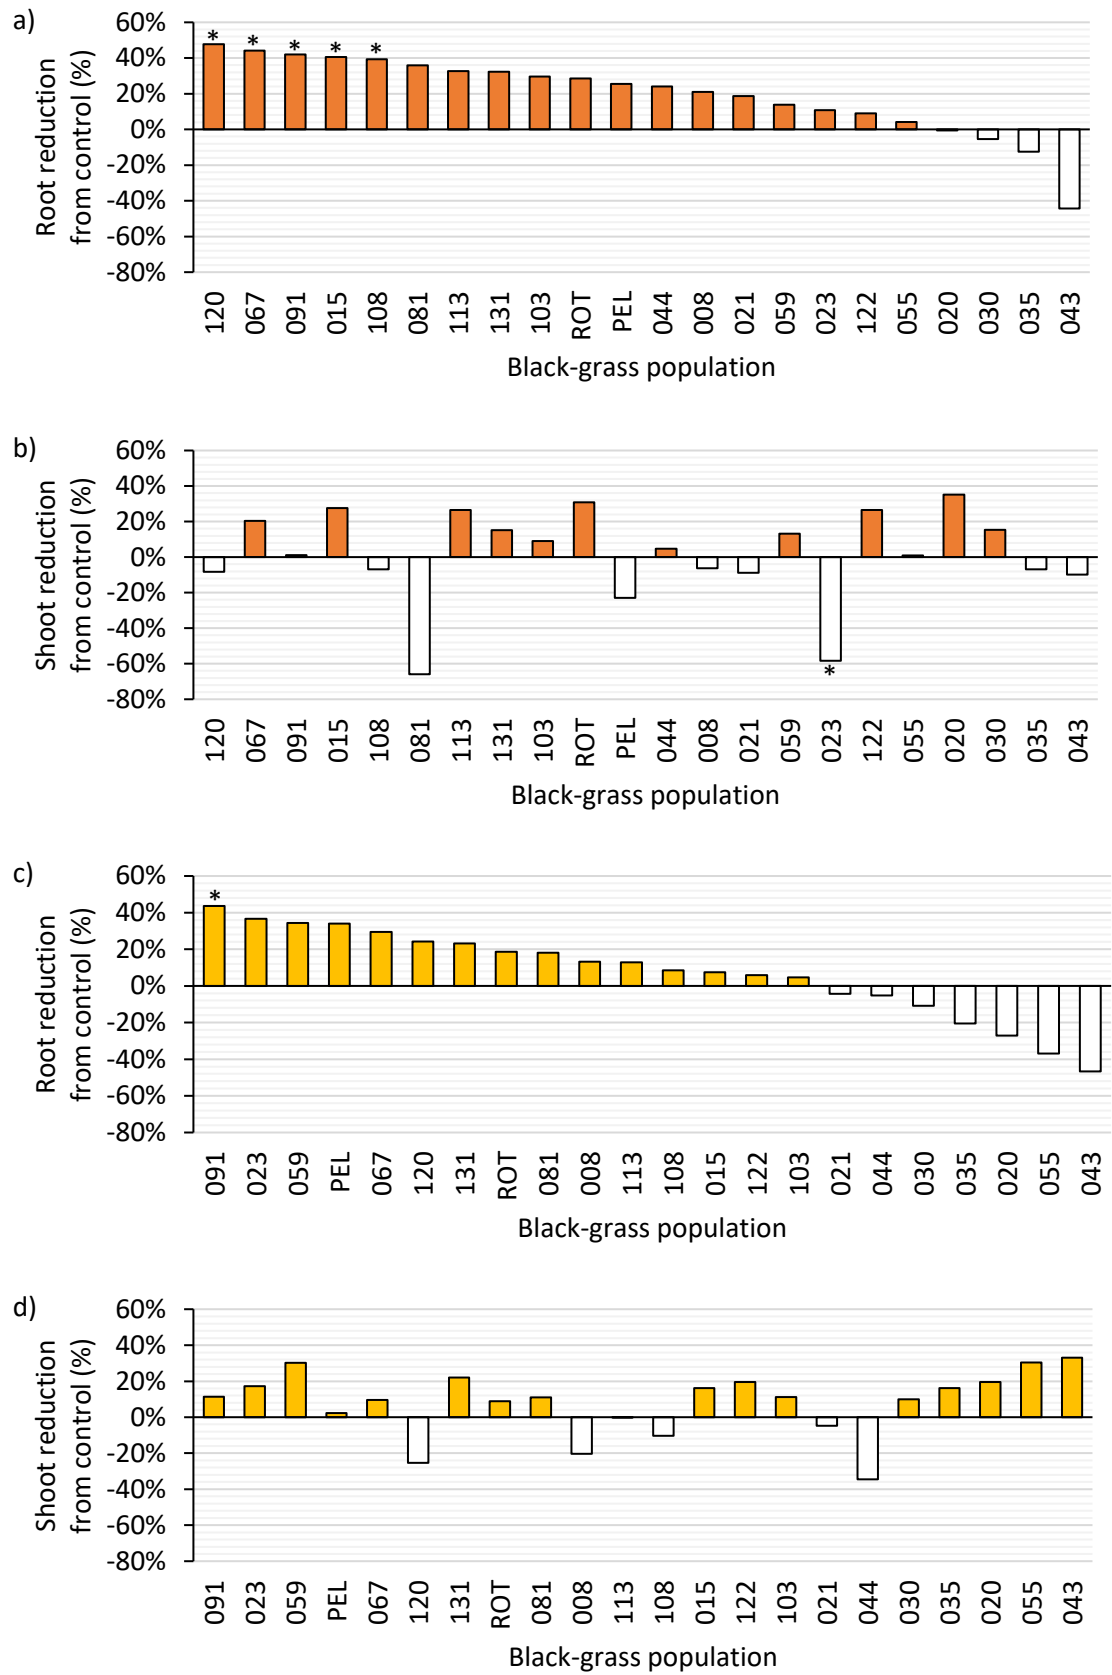 a)
Root reduction
from control (%)
60%
40%
20%
0%
-20%
-40%
-60%
-80%
* * * * *
120 067 091 015 108 081 113 131 103 ROT PEL 044 008 021 059 023 122 055 020 030 035 043
Black-grass population
b)
Shoot reduction
from control (%)
60%
40%
20%
0%
-20%
-40%
-60%
-80%
*
120 067 091 015 108 081 113 131 103 ROT PEL 044 008 021 059 023 122 055 020 030 035 043
Black-grass population
c)
Root reduction
from control (%)
60%
40%
20%
0%
-20%
-40%
-60%
-80%
*
091 023 059 PEL 067 120 131 ROT 081 008 113 108 015 122 103 021 044 030 035 020 055 043
Black-grass population
d)
Shoot reduction
from control (%)
60%
40%
20%
0%
-20%
-40%
-60%
-80%
091 023 059 PEL 067 120 131 ROT 081 008 113 108 015 122 103 021 044 030 035 020 055 043
Black-grass population